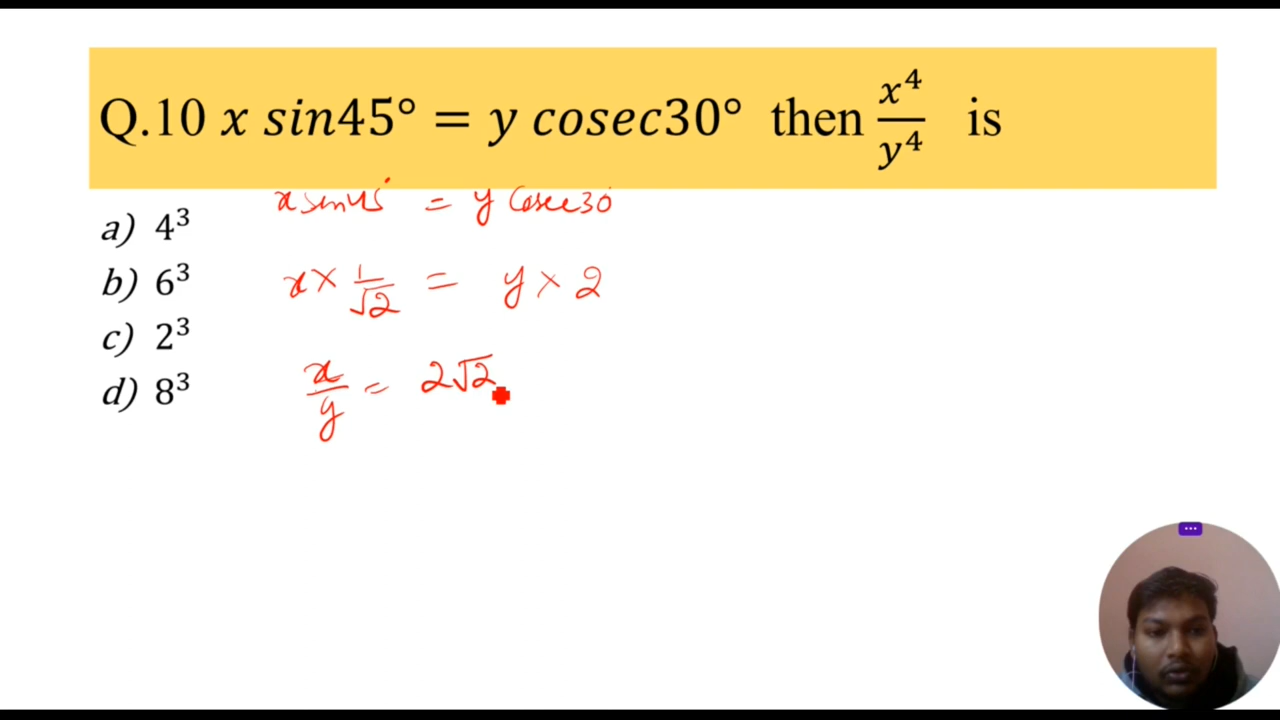 Q.10 x sin45° = y cosec30° then x⁴/y⁴ is
a) 4³
b) 6³
c) 2³
d) 8³
x sin45° = y Cosec30
x × 1/√2 = y × 2
x/y = 2√2